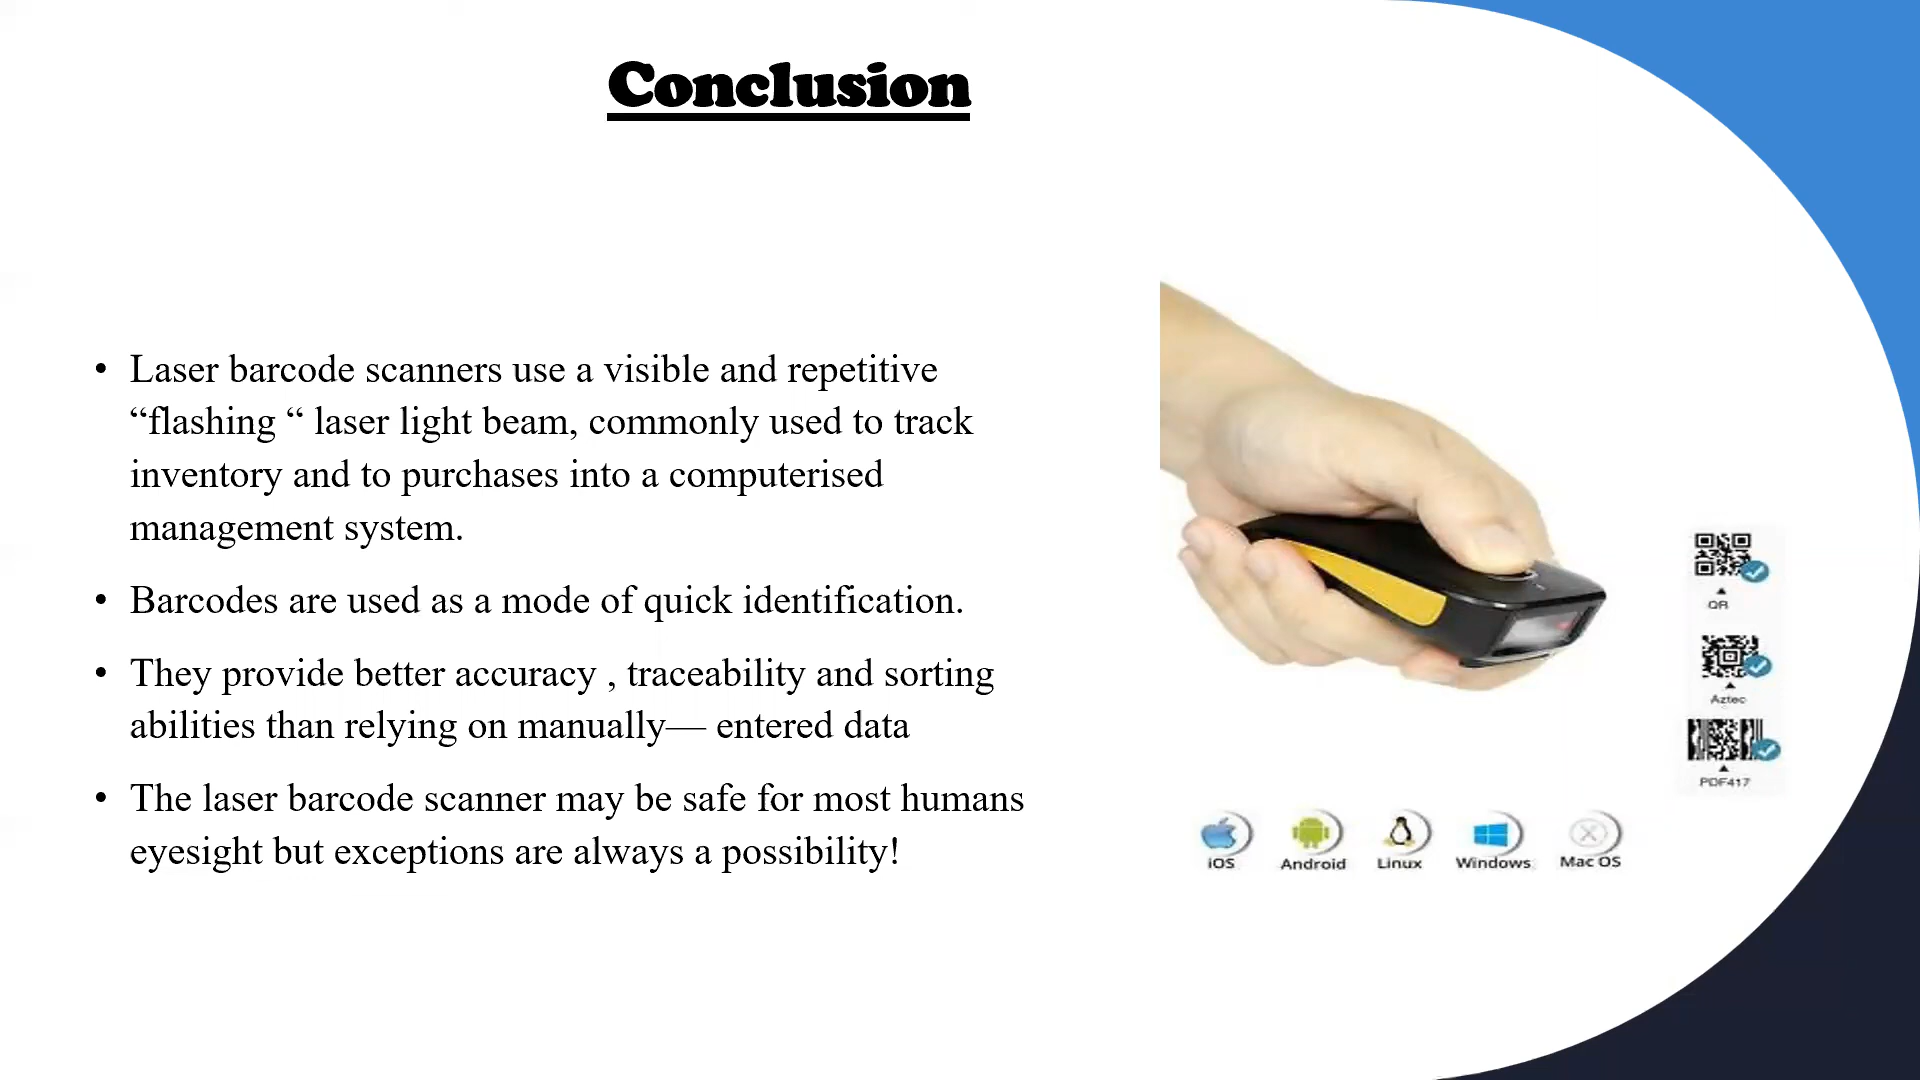 Conclusion
• Laser barcode scanners use a visible and repetitive
“flashing “ laser light beam, commonly used to track
inventory and to purchases into a computerised
management system.
• Barcodes are used as a mode of quick identification.
• They provide better accuracy , traceability and sorting
abilities than relying on manually— entered data
• The laser barcode scanner may be safe for most humans
eyesight but exceptions are always a possibility!
QR
Aztec
PDF417
iOS Android Linux Windows Mac OS